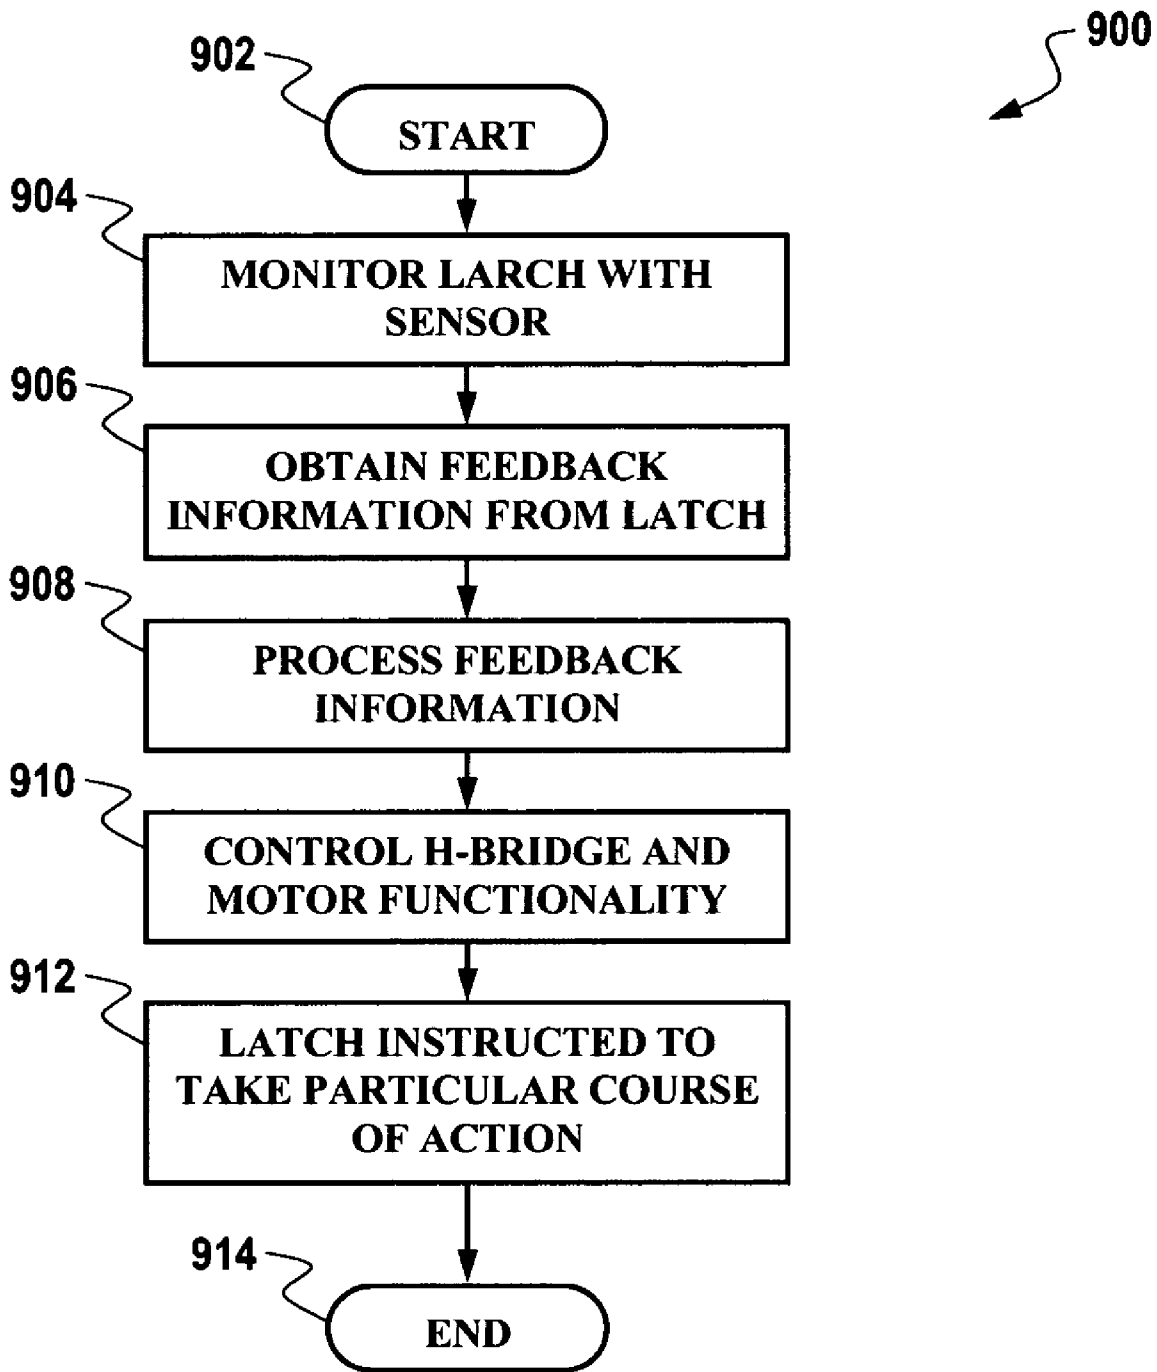 900
902
START
904
MONITOR LARCH WITH
SENSOR
906
OBTAIN FEEDBACK
INFORMATION FROM LATCH
908
PROCESS FEEDBACK
INFORMATION
910
CONTROL H-BRIDGE AND
MOTOR FUNCTIONALITY
912
LATCH INSTRUCTED TO
TAKE PARTICULAR COURSE
OF ACTION
914
END